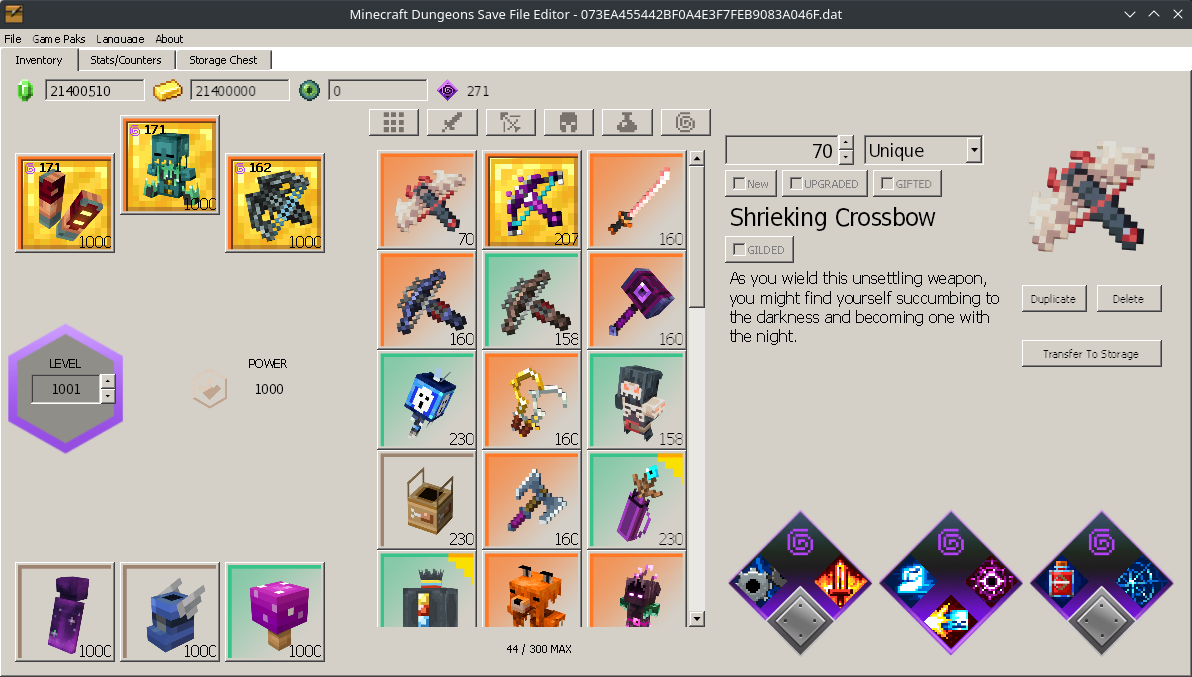 Minecraft Dungeons Save File Editor - 073EA455442BF0A4E3F7FEB9083A046F.dat
File Game Paks Language About
Inventory Stats/Counters Storage Chest
21400510 21400000 0 271
171 1000
171 1000
162 1000
LEVEL
1001
POWER
1000
1000 1000 1000
70 207 160
160 158 160
230 160 158
230 160 230
44 / 300 MAX
70 Unique
New UPGRADED GIFTED
Shrieking Crossbow
GILDED
As you wield this unsettling weapon,
you might find yourself succumbing to
the darkness and becoming one with
the night.
Duplicate Delete
Transfer To Storage